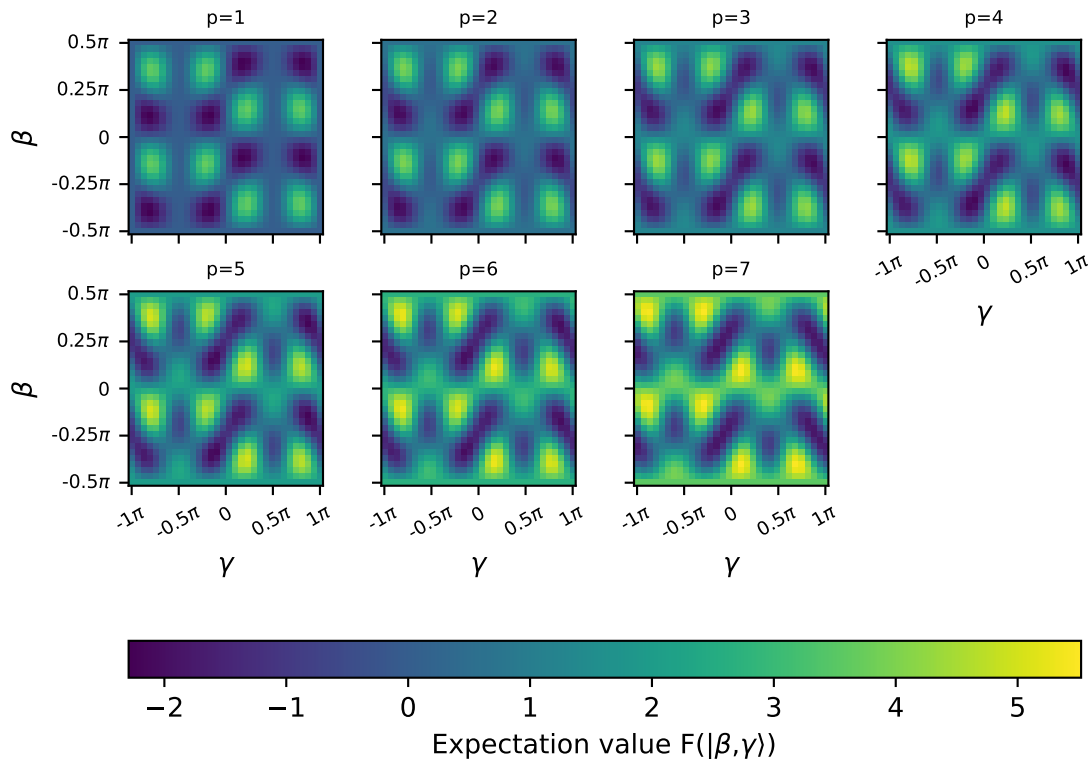 p=1 p=2 p=3 p=4
0.5π
0.25π
0
-0.25π
-0.5π
β
-1π -0.5π 0 0.5π 1π
γ
p=5 p=6 p=7
0.5π
0.25π
0
-0.25π
-0.5π
β
-1π -0.5π 0 0.5π 1π -1π -0.5π 0 0.5π 1π -1π -0.5π 0 0.5π 1π
γ γ γ
−2 −1 0 1 2 3 4 5
Expectation value F(|β,γ⟩)